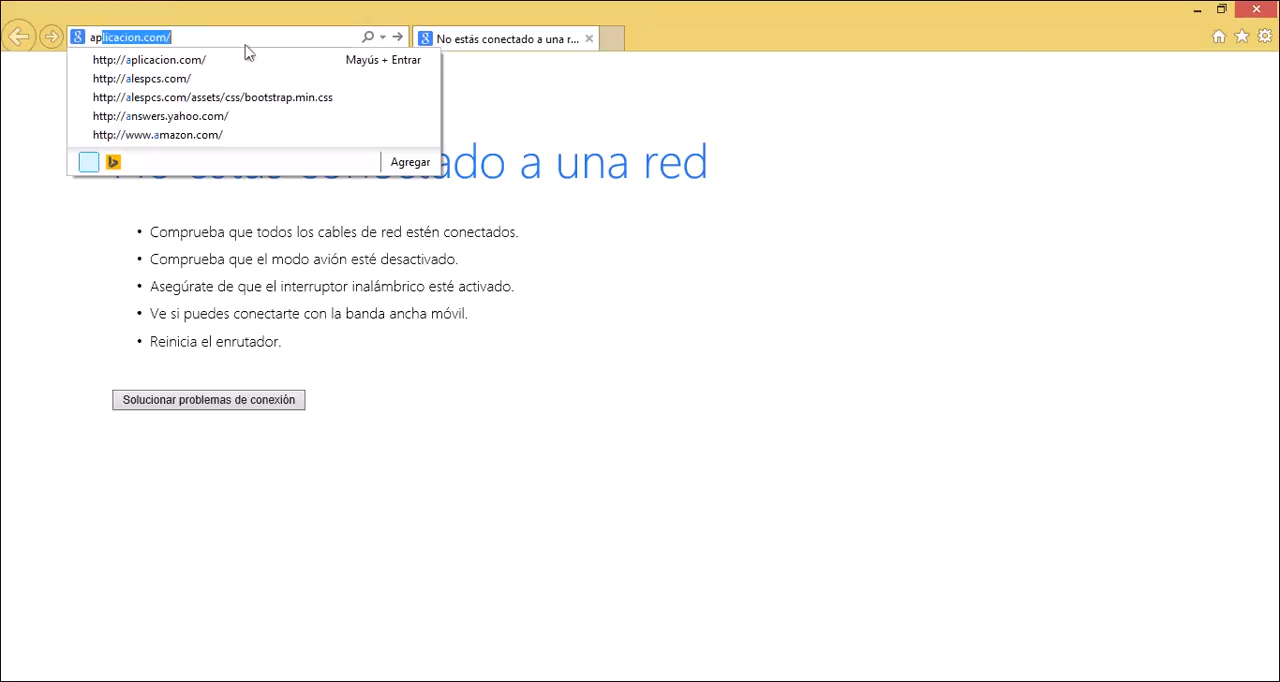 aplicacion.com/
No estás conectado a una r...
http://aplicacion.com/ Mayús + Entrar
http://alespcs.com/
http://alespcs.com/assets/css/bootstrap.min.css
http://answers.yahoo.com/
http://www.amazon.com/
Agregar
conectado a una red
• Comprueba que todos los cables de red estén conectados.
• Comprueba que el modo avión esté desactivado.
• Asegúrate de que el interruptor inalámbrico esté activado.
• Ve si puedes conectarte con la banda ancha móvil.
• Reinicia el enrutador.
Solucionar problemas de conexión